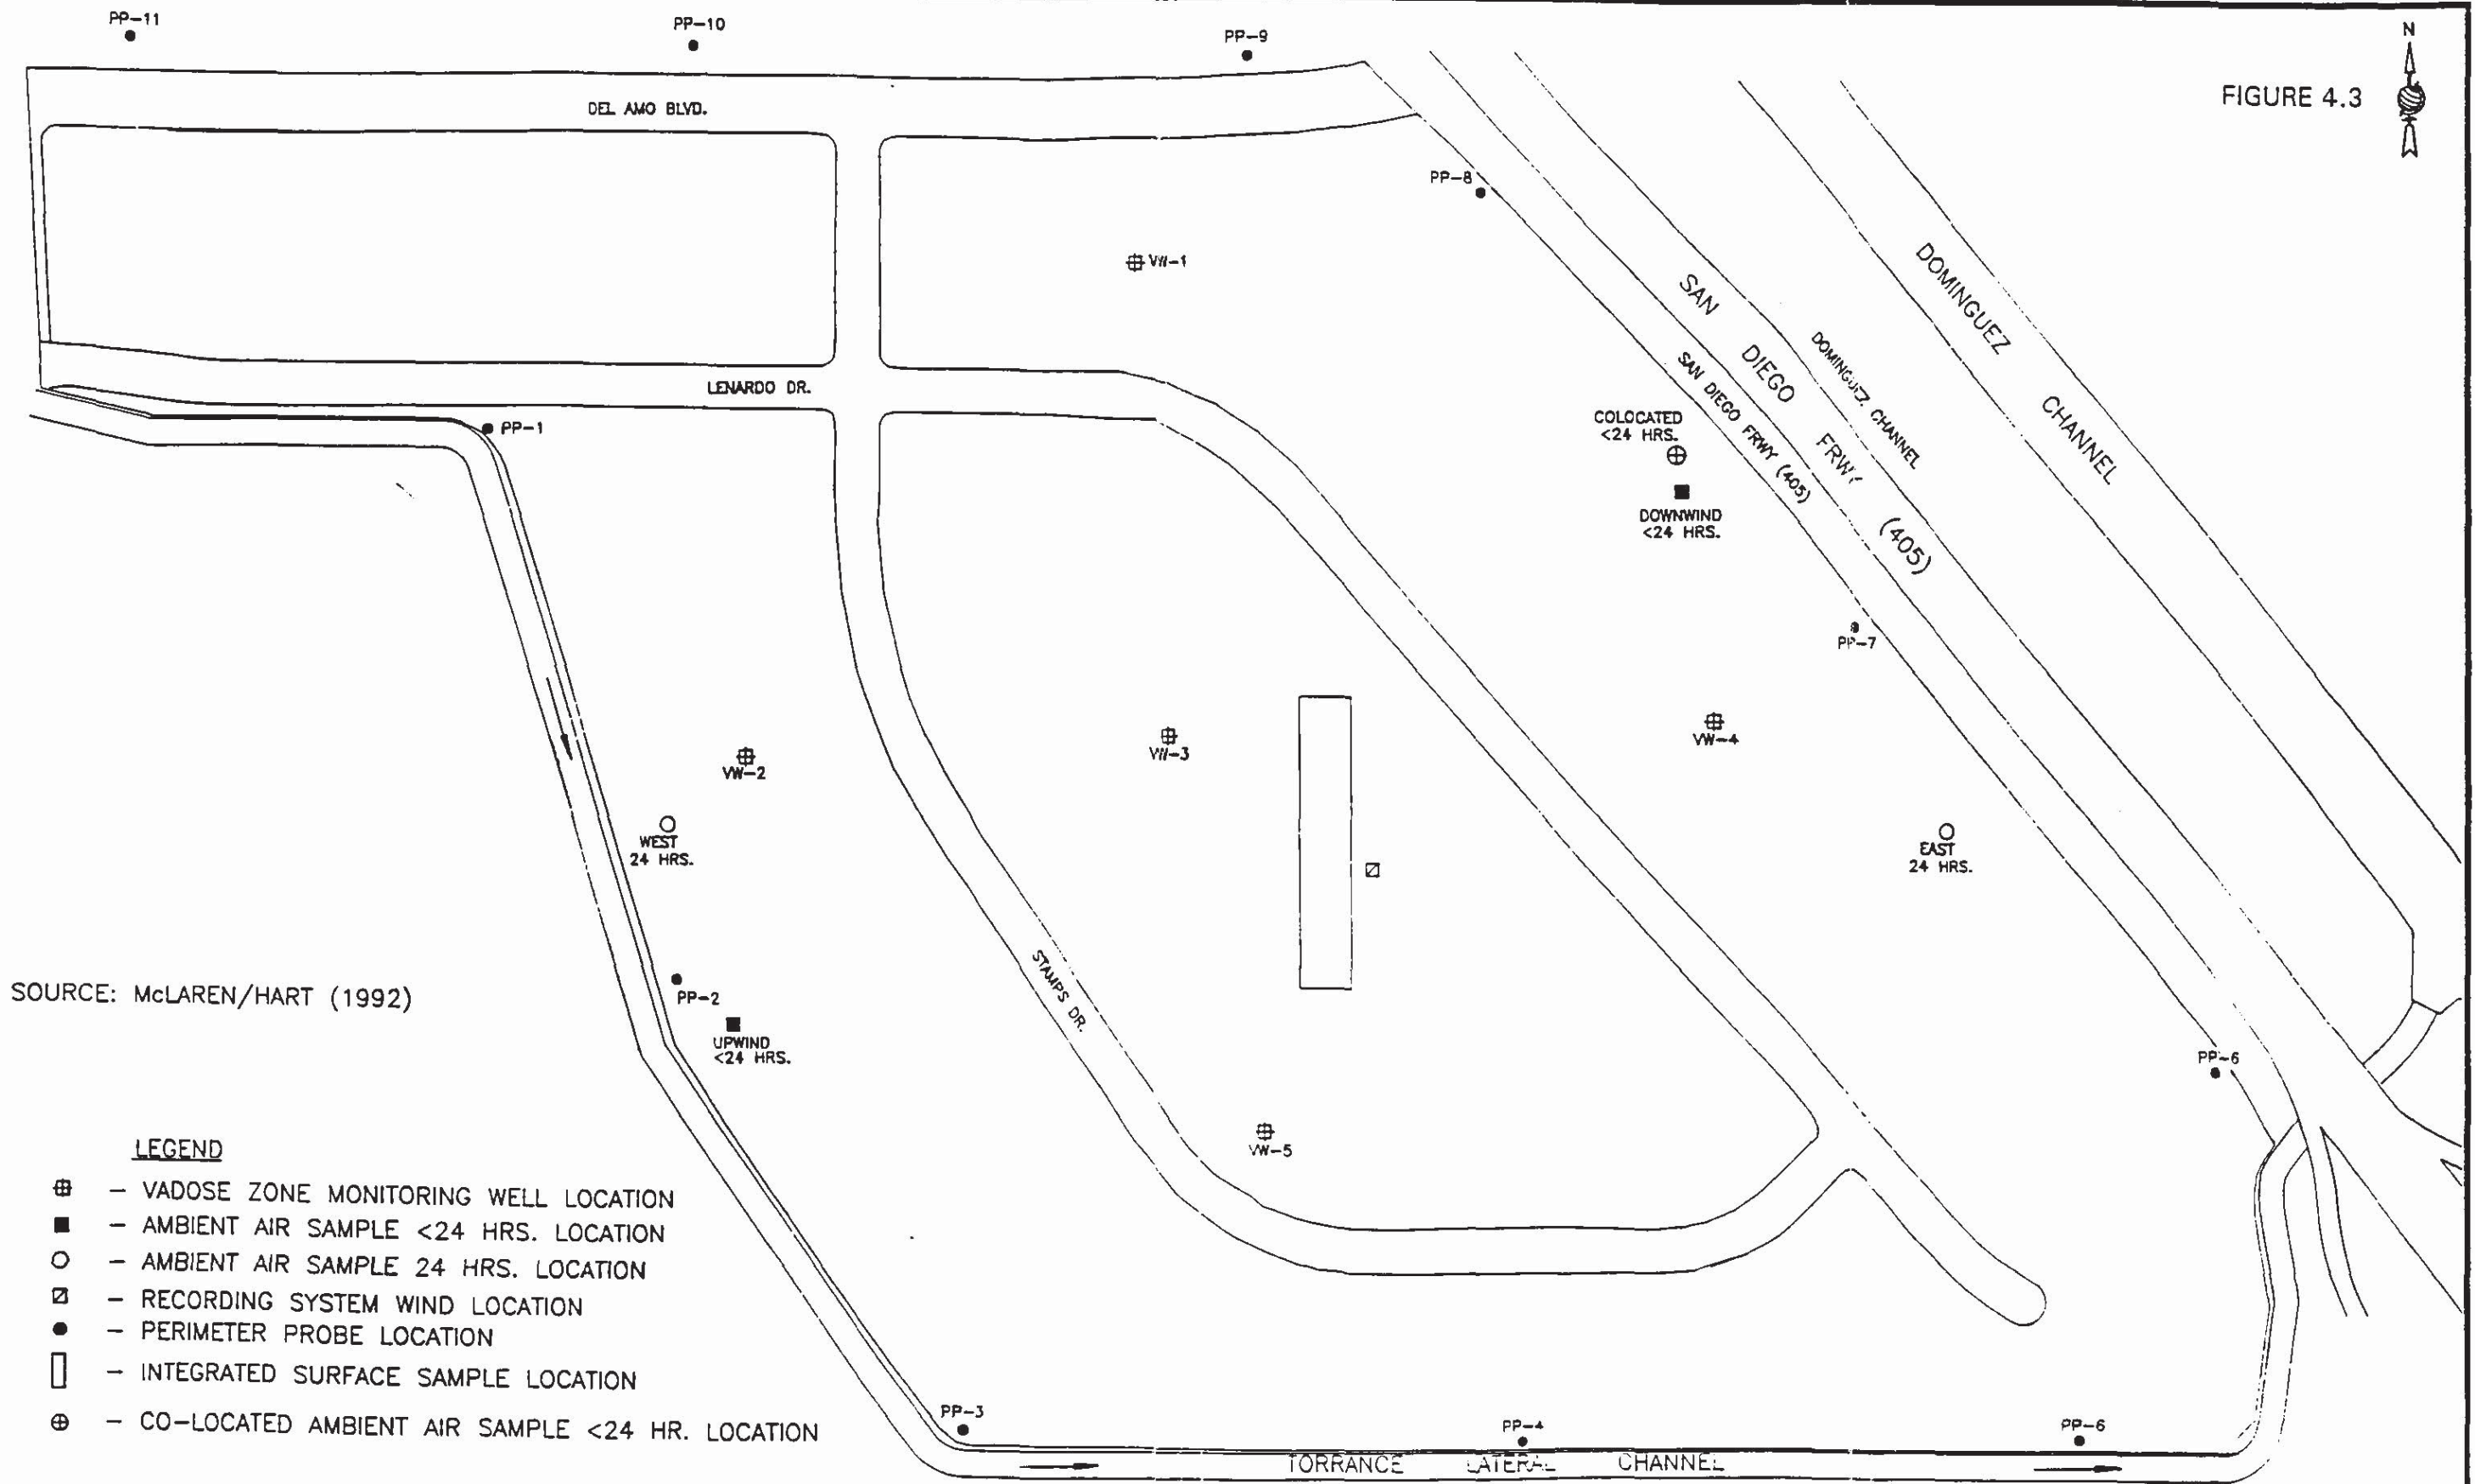 PP-11
PP-10
PP-9
N
FIGURE 4.3
DEL AMO BLVD.
PP-8
VW-1
SAN DIEGO FRWY (405)
DOMINGUEZ CHANNEL
SAN DIEGO FRWY (405)
DOMINGUEZ CHANNEL
LENARDO DR.
PP-1
COLOCATED
<24 HRS.
DOWNWIND
<24 HRS.
PP-7
VW-2
VW-3
VW-4
WEST
24 HRS.
EAST
24 HRS.
STAMPS DR.
PP-2
SOURCE: McLAREN/HART (1992)
UPWIND
<24 HRS.
PP-6
VW-5
LEGEND
– VADOSE ZONE MONITORING WELL LOCATION
– AMBIENT AIR SAMPLE <24 HRS. LOCATION
– AMBIENT AIR SAMPLE 24 HRS. LOCATION
– RECORDING SYSTEM WIND LOCATION
– PERIMETER PROBE LOCATION
– INTEGRATED SURFACE SAMPLE LOCATION
– CO-LOCATED AMBIENT AIR SAMPLE <24 HR. LOCATION
PP-3
PP-4
PP-6
TORRANCE LATERAL CHANNEL